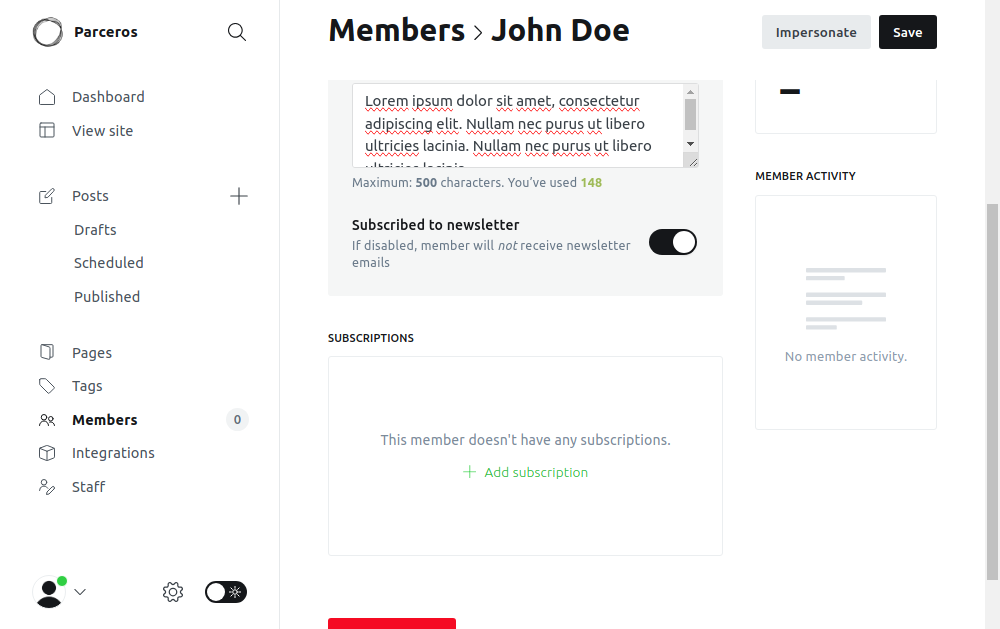 Parceros
Dashboard
View site
Posts
Drafts
Scheduled
Published
Pages
Tags
Members 0
Integrations
Staff
Members > John Doe
Impersonate
Save
Lorem ipsum dolor sit amet, consectetur
adipiscing elit. Nullam nec purus ut libero
ultricies lacinia. Nullam nec purus ut libero
ultricies lacinia.
Maximum: 500 characters. You’ve used 148
Subscribed to newsletter
If disabled, member will not receive newsletter
emails
SUBSCRIPTIONS
This member doesn't have any subscriptions.
Add subscription
MEMBER ACTIVITY
No member activity.